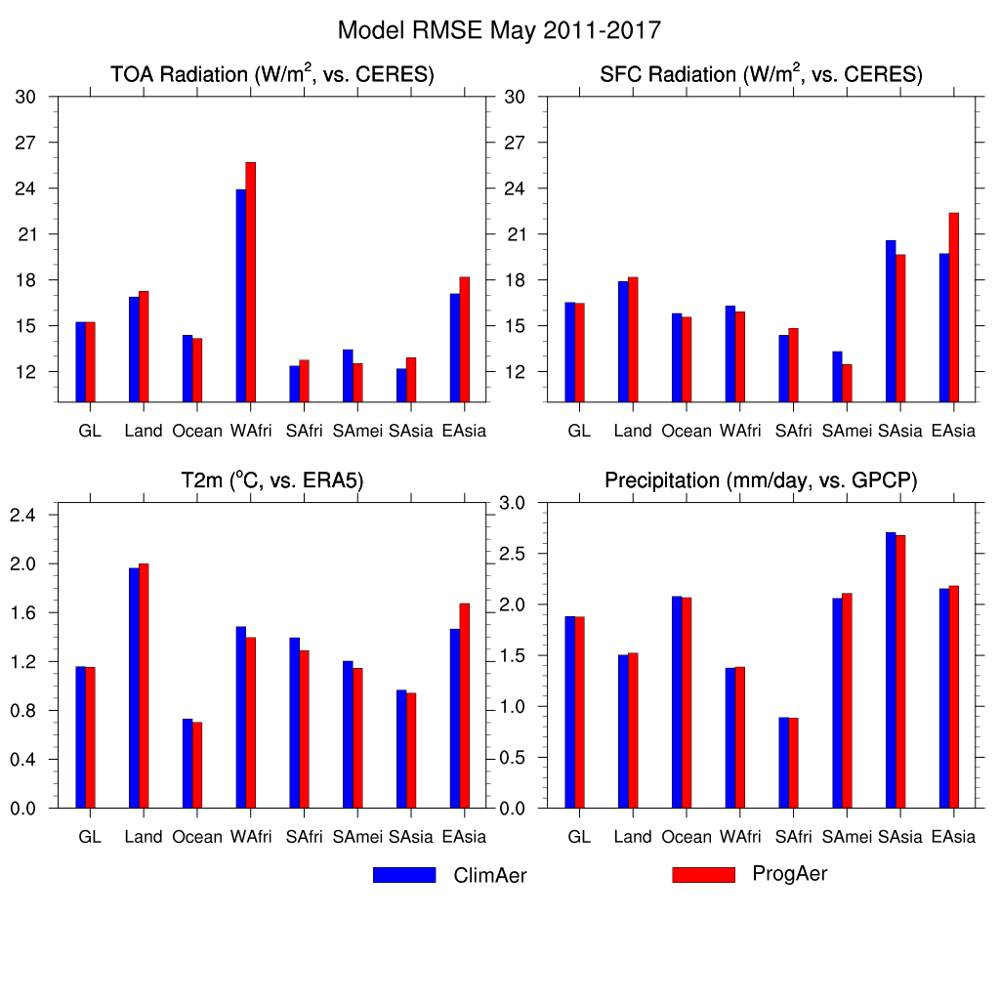 Model RMSE May 2011-2017
TOA Radiation (W/m², vs. CERES)
30
27
24
21
18
15
12
GL Land Ocean WAfri SAfri SAmei SAsia EAsia
SFC Radiation (W/m², vs. CERES)
30
27
24
21
18
15
12
GL Land Ocean WAfri SAfri SAmei SAsia EAsia
T2m (°C, vs. ERA5)
2.4
2.0
1.6
1.2
0.8
0.4
0.0
GL Land Ocean WAfri SAfri SAmei SAsia EAsia
Precipitation (mm/day, vs. GPCP)
3.0
2.5
2.0
1.5
1.0
0.5
0.0
GL Land Ocean WAfri SAfri SAmei SAsia EAsia
ClimAer ProgAer